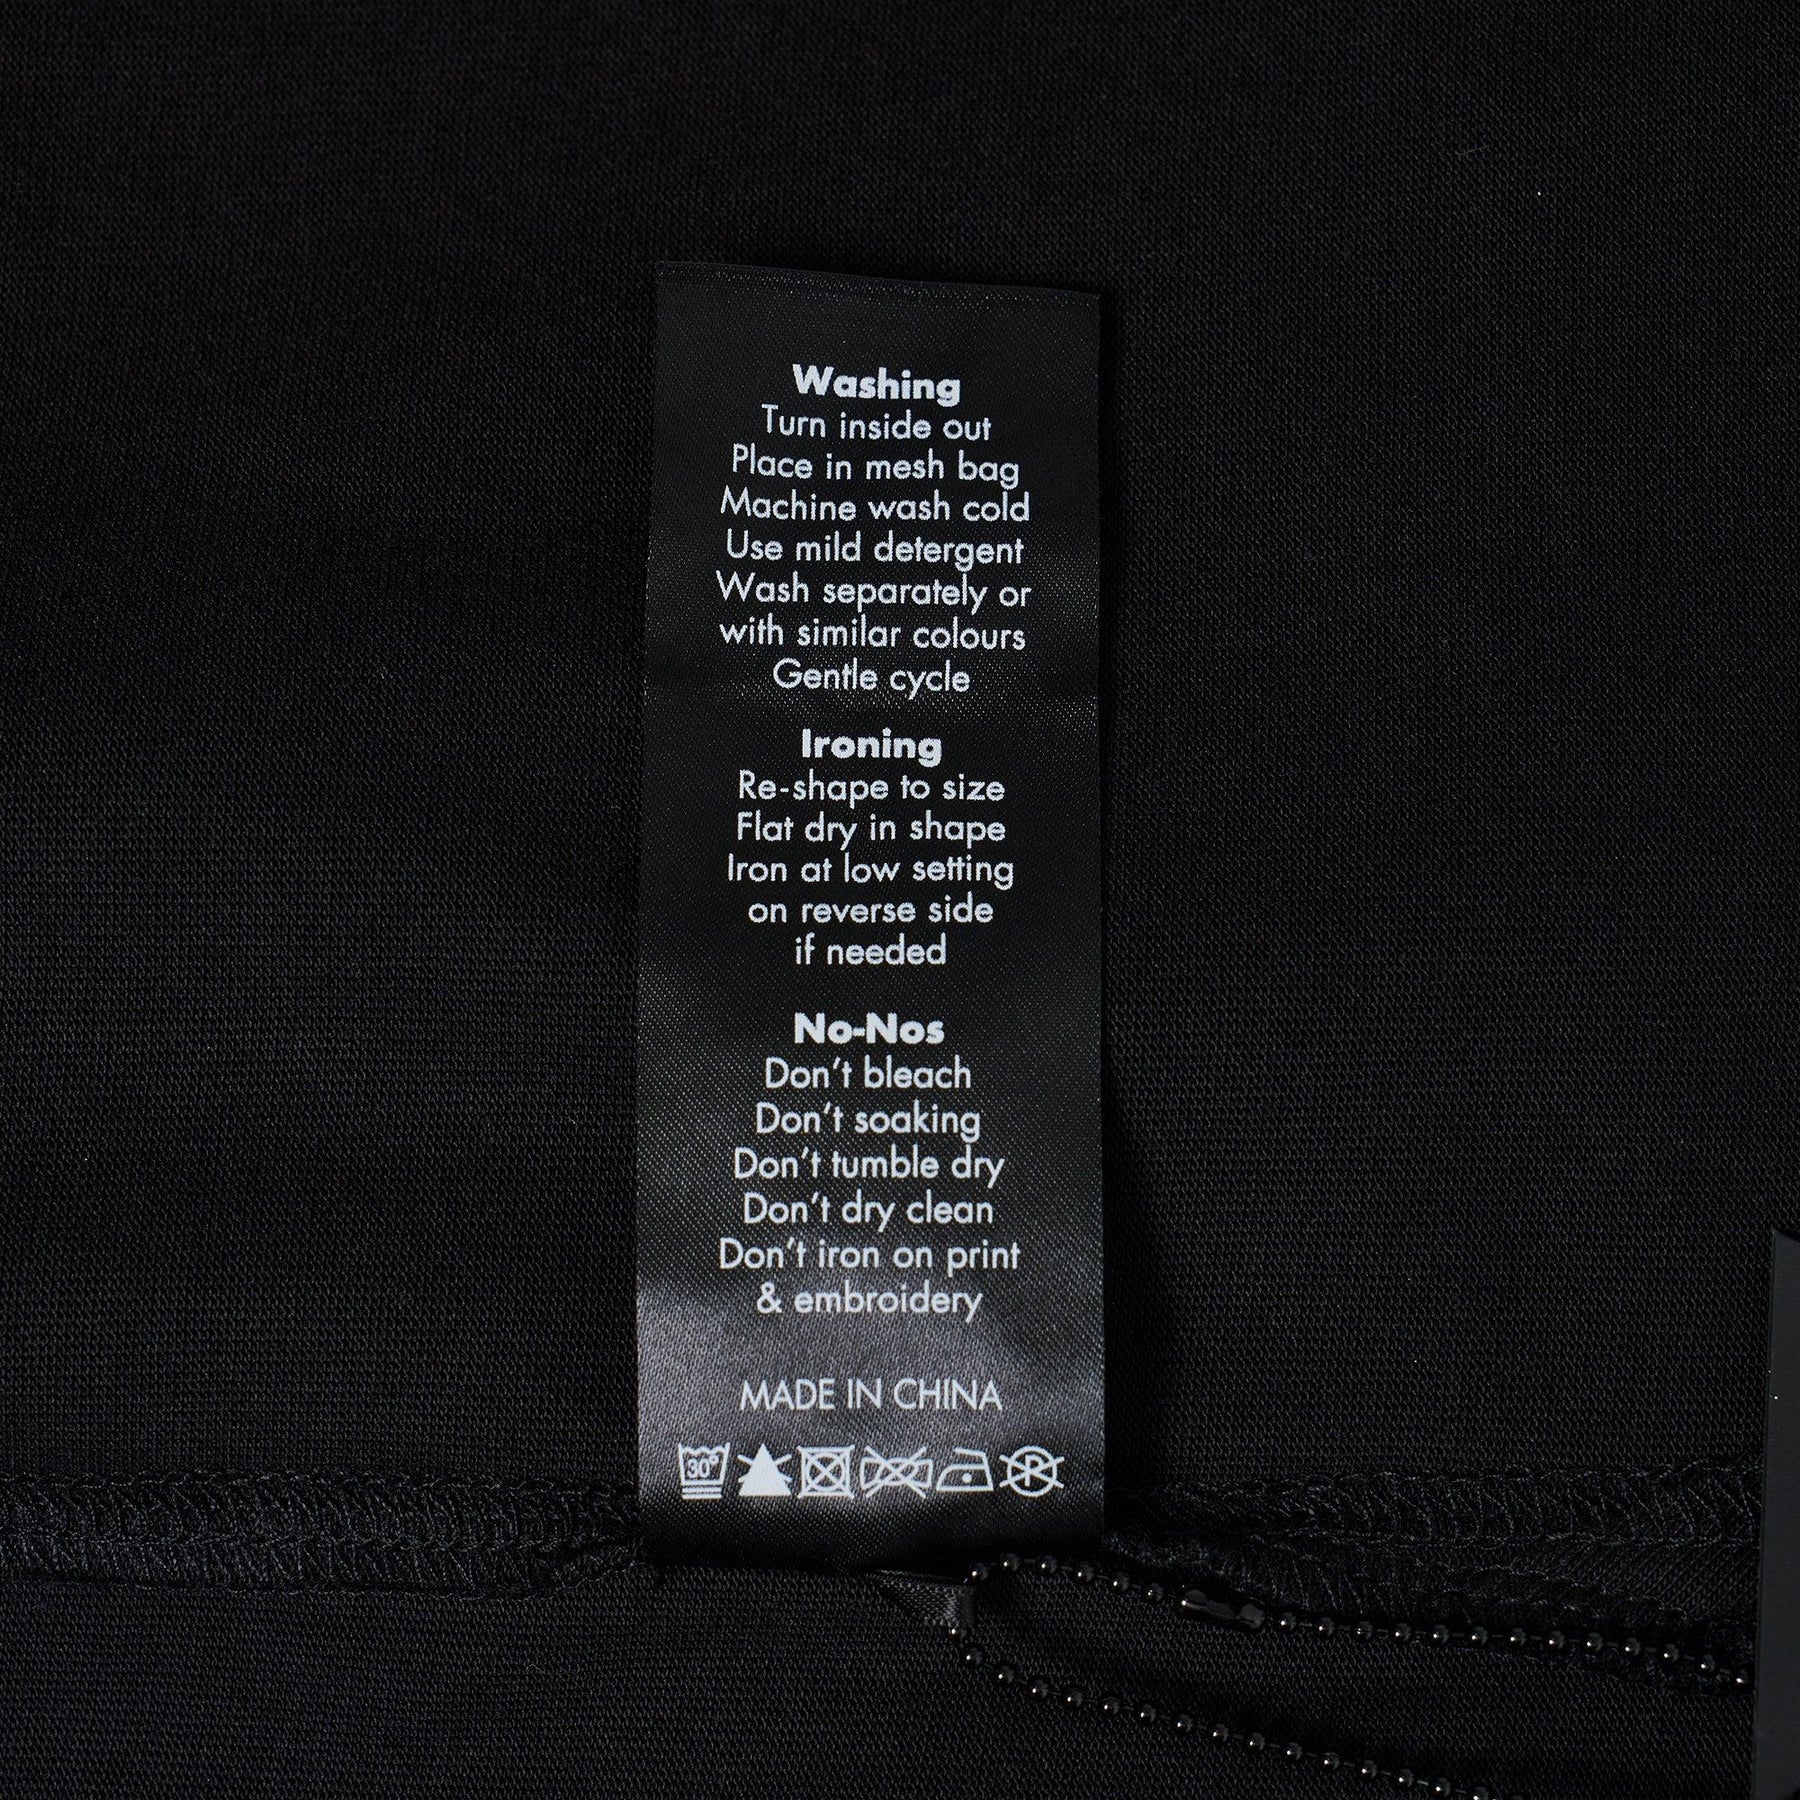 Washing
Turn inside out
Place in mesh bag
Machine wash cold
Use mild detergent
Wash separately or
with similar colours
Gentle cycle
Ironing
Re-shape to size
Flat dry in shape
Iron at low setting
on reverse side
if needed
No-Nos
Don't bleach
Don't soaking
Don't tumble dry
Don't dry clean
Don't iron on print
& embroidery
MADE IN CHINA
30° P